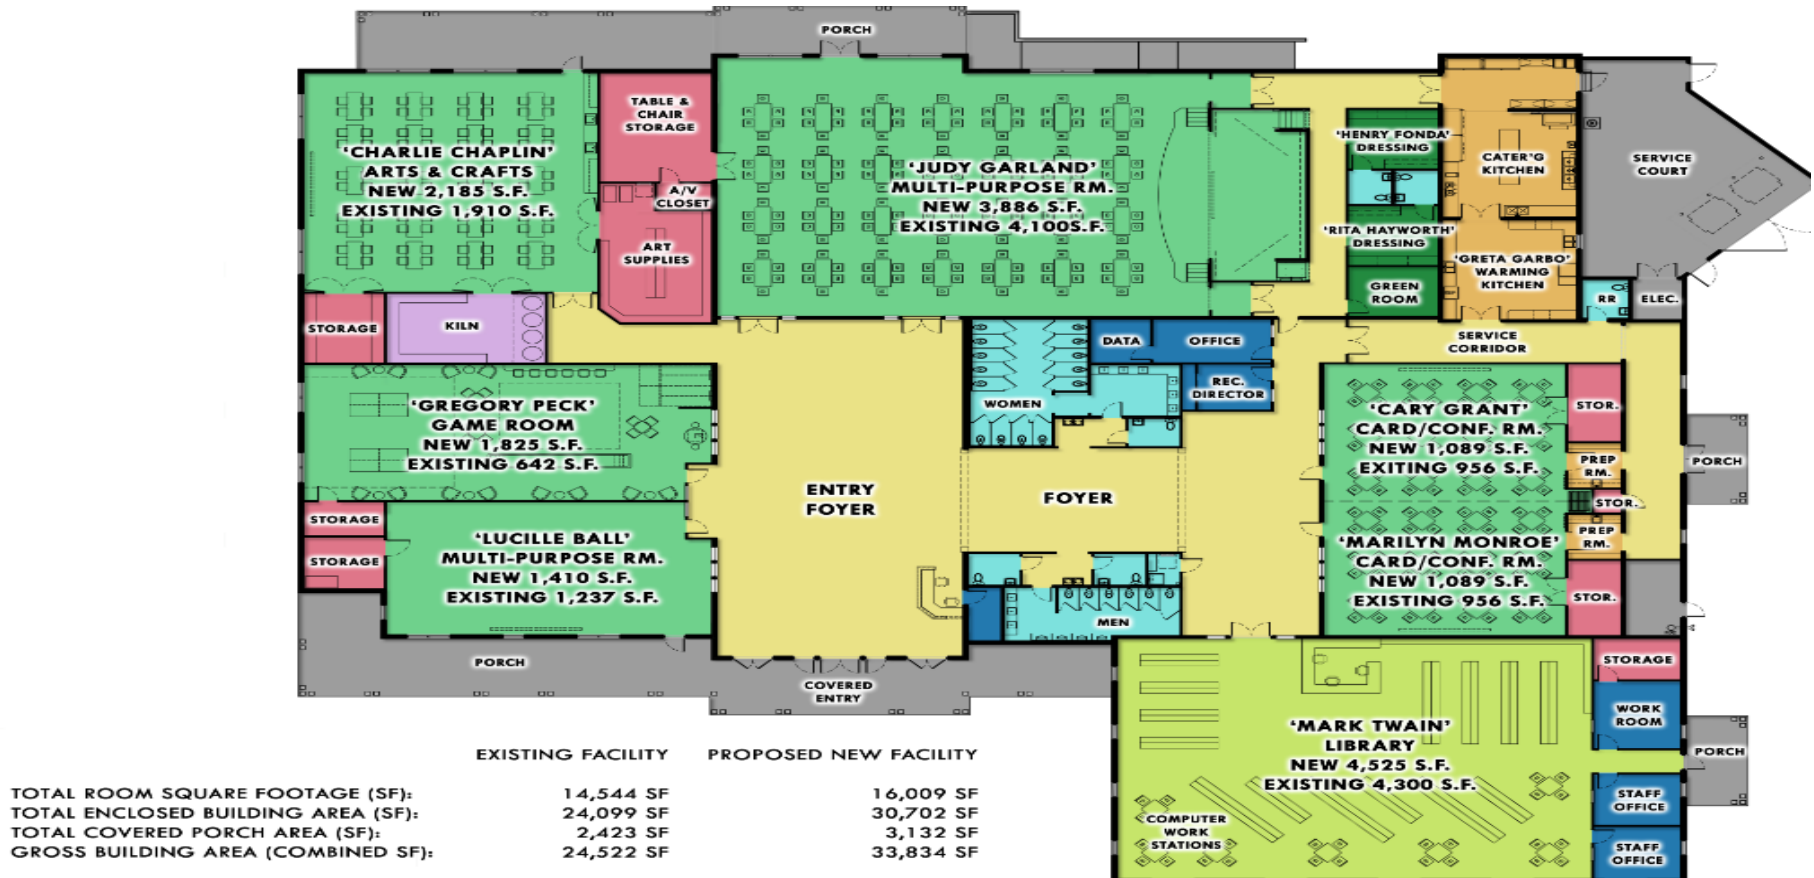 PORCH
TABLE &
CHAIR
STORAGE
'CHARLIE CHAPLIN'
ARTS & CRAFTS
NEW 2,185 S.F.
EXISTING 1,910 S.F.
A/V
CLOSET
ART
SUPPLIES
'JUDY GARLAND'
MULTI-PURPOSE RM.
NEW 3,886 S.F.
EXISTING 4,100S.F.
'HENRY FONDA'
DRESSING
CATER'G
KITCHEN
SERVICE
COURT
'RITA HAYWORTH'
DRESSING
'GRETA GARBO'
WARMING
KITCHEN
GREEN
ROOM
RR
ELEC.
STORAGE
KILN
DATA
OFFICE
SERVICE
CORRIDOR
REC.
DIRECTOR
WOMEN
'GREGORY PECK'
GAME ROOM
NEW 1,825 S.F.
EXISTING 642 S.F.
'CARY GRANT'
CARD/CONF. RM.
NEW 1,089 S.F.
EXITING 956 S.F.
STOR.
PREP
RM.
PORCH
ENTRY
FOYER
FOYER
STOR.
STORAGE
STORAGE
'LUCILLE BALL'
MULTI-PURPOSE RM.
NEW 1,410 S.F.
EXISTING 1,237 S.F.
PREP
RM.
'MARILYN MONROE'
CARD/CONF. RM.
NEW 1,089 S.F.
EXISTING 956 S.F.
STOR.
MEN
PORCH
COVERED
ENTRY
STORAGE
WORK
ROOM
'MARK TWAIN'
LIBRARY
NEW 4,525 S.F.
EXISTING 4,300 S.F.
PORCH
STAFF
OFFICE
COMPUTER
WORK
STATIONS
STAFF
OFFICE
EXISTING FACILITY PROPOSED NEW FACILITY
TOTAL ROOM SQUARE FOOTAGE (SF): 14,544 SF 16,009 SF
TOTAL ENCLOSED BUILDING AREA (SF): 24,099 SF 30,702 SF
TOTAL COVERED PORCH AREA (SF): 2,423 SF 3,132 SF
GROSS BUILDING AREA (COMBINED SF): 24,522 SF 33,834 SF